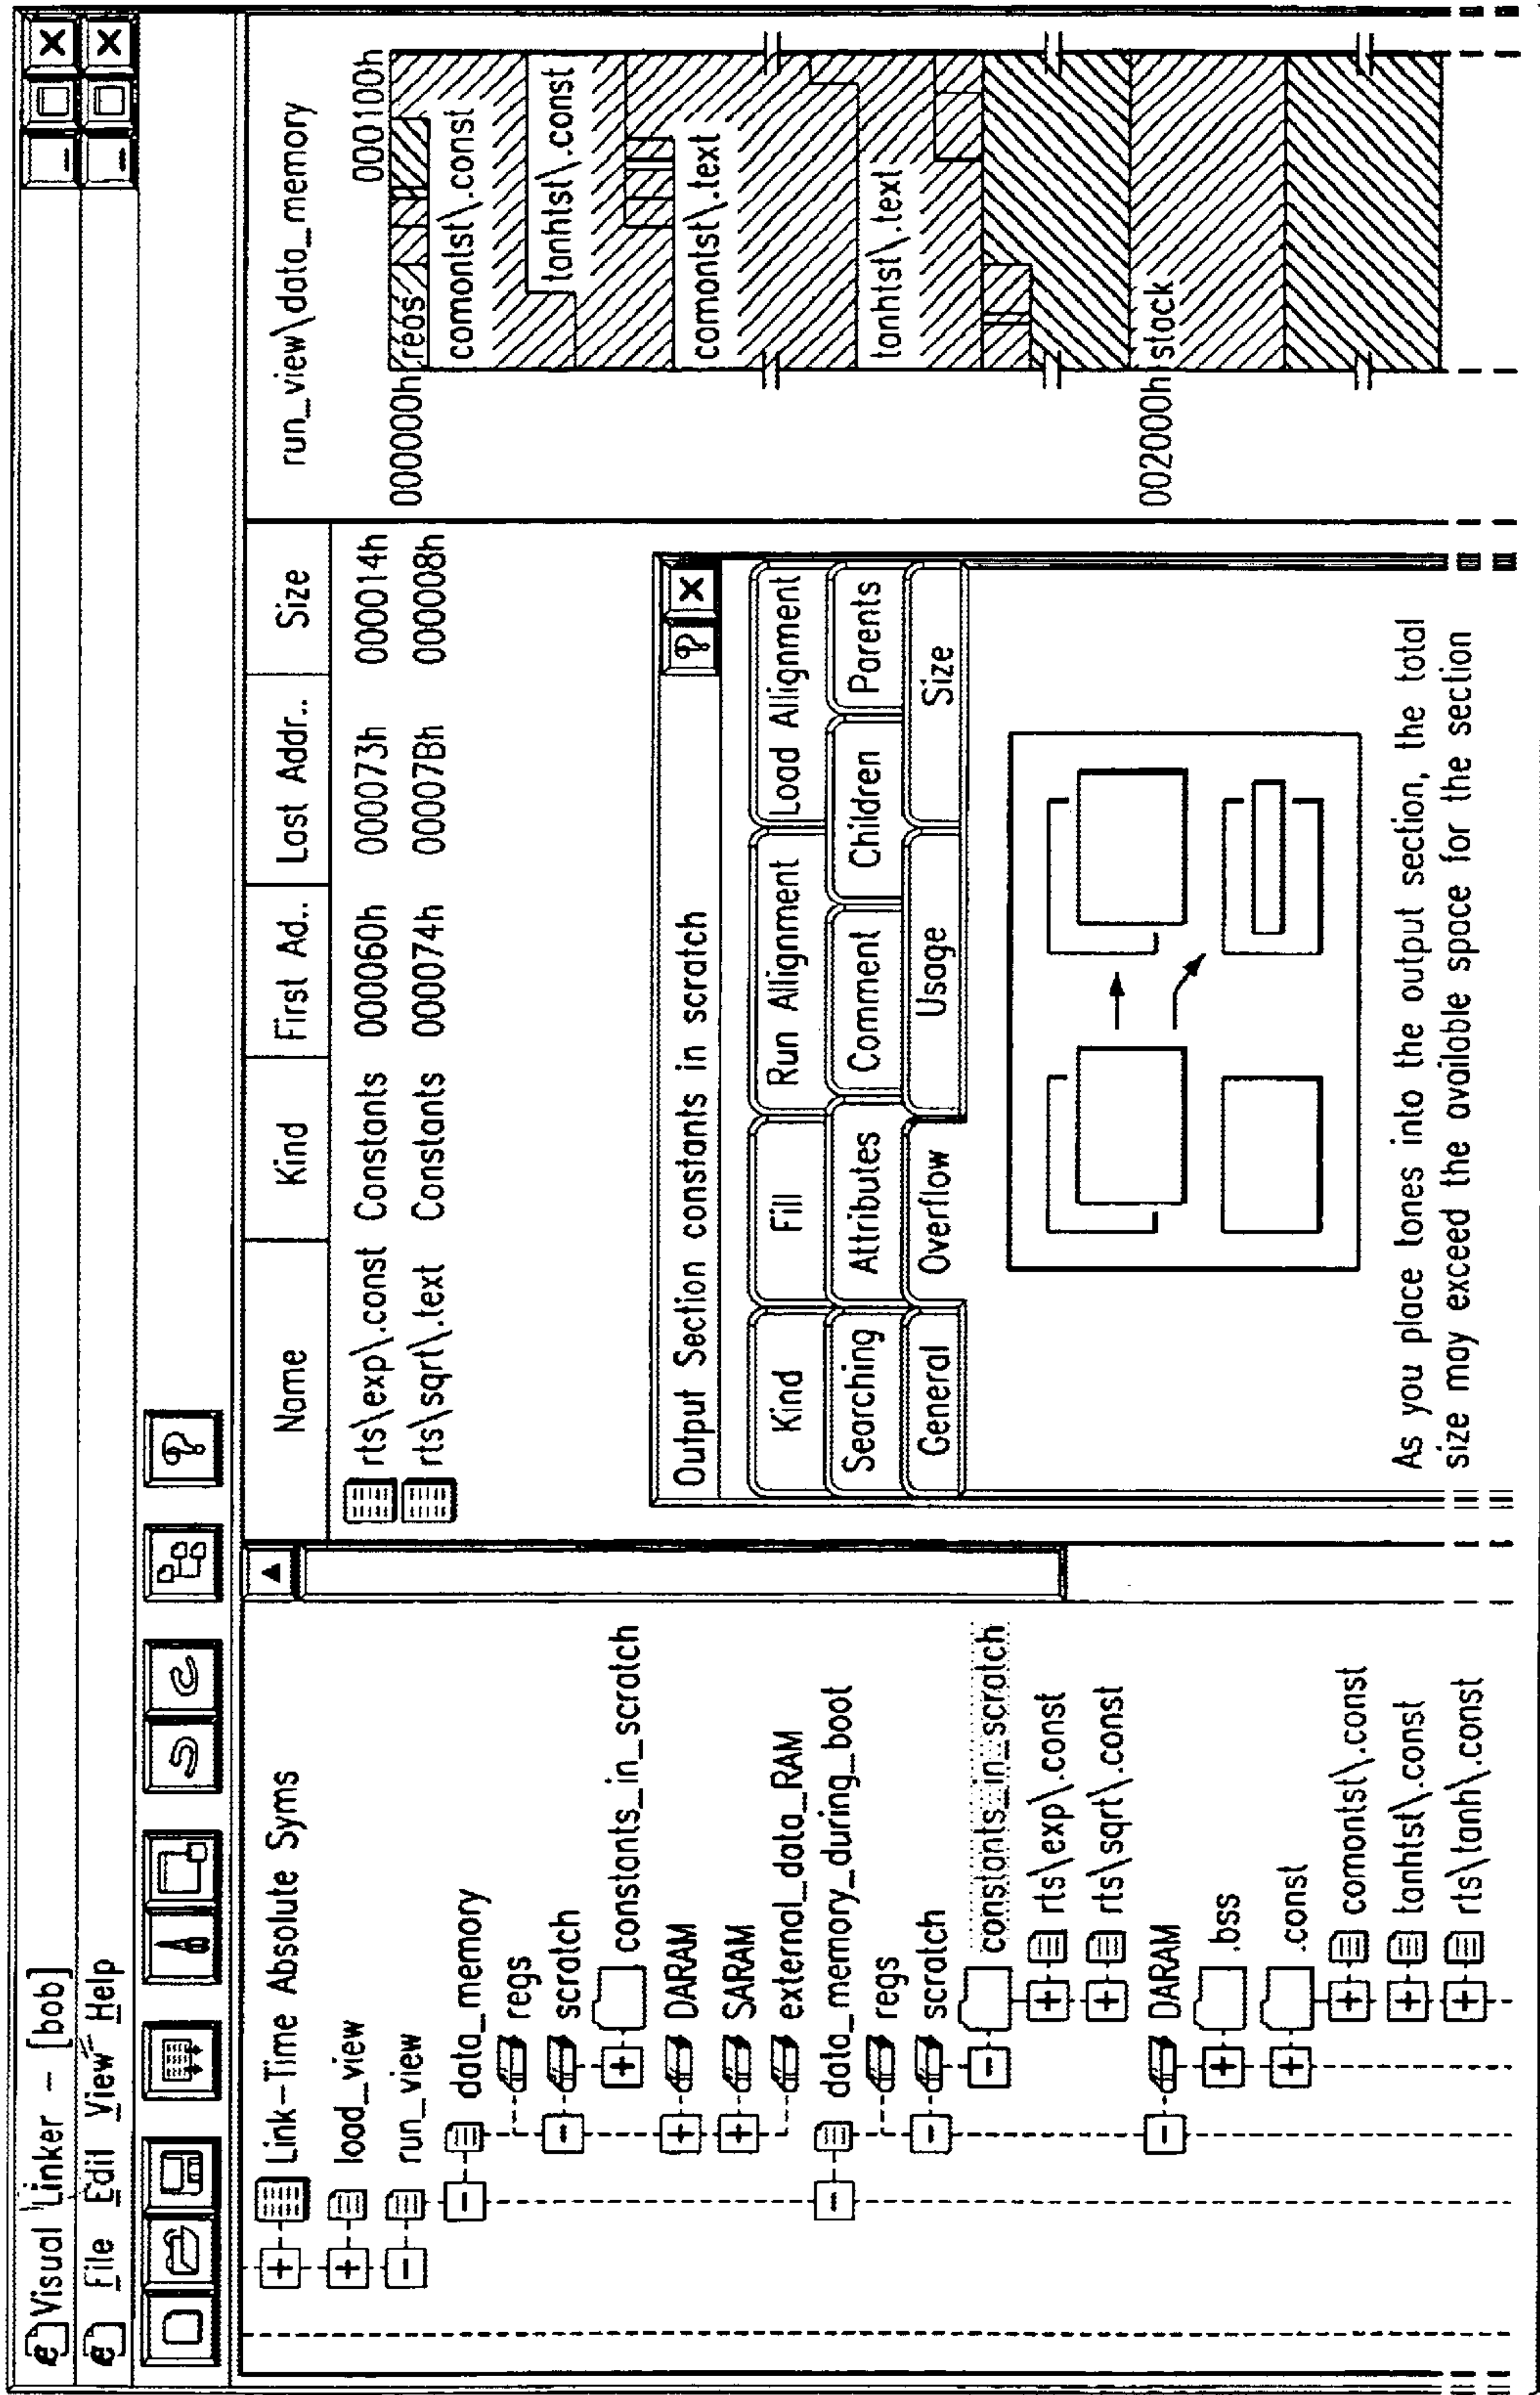 Visual Linker – [bob]
File Edit View Help
Link-Time Absolute Syms
load_view
run_view
data_memory
regs
scratch
constants_in_scratch
DARAM
SARAM
external_data_RAM
data_memory_during_boot
regs
scratch
constants_in_scratch
rts\exp\.const
rts\sqrt\.const
DARAM
.bss
.const
comontst\.const
tanhtst\.const
rts\tanh\.const
Name Kind First Ad.. Last Addr.. Size
rts\exp\.const Constants 000060h 000073h 000014h
rts\sqrt\.text Constants 000074h 00007Bh 000008h
Output Section constants in scratch
Kind Fill Run Allignment Load Allignment
Searching Attributes Comment Children Parents
General Overflow Usage Size
As you place tones into the output section, the total
size may exceed the available space for the section
run_view\data_memory
000100h
000000h reos
comontst\.const
tanhtst\.const
comontst\.text
tanhtst\.text
002000h stack